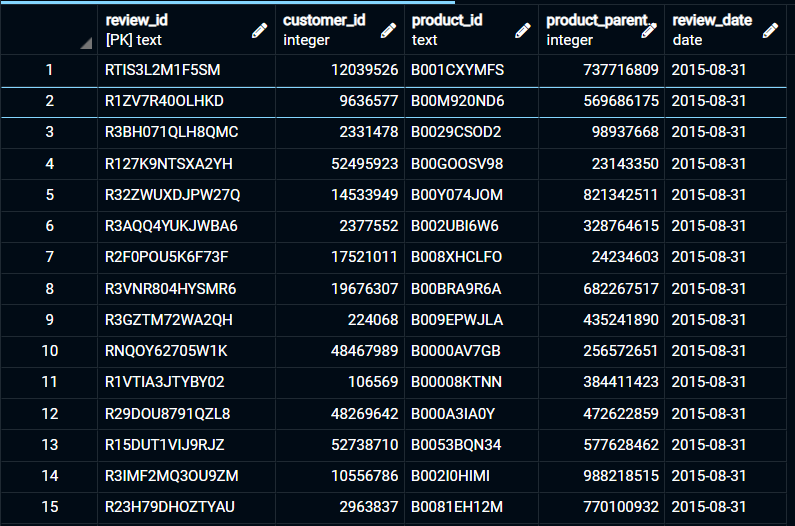 review_id customer_id product_id product_parent review_date
[PK] text integer text integer date
1 RTIS3L2M1F5SM 12039526 B001CXYMFS 737716809 2015-08-31
2 R1ZV7R40OLHKD 9636577 B00M920ND6 569686175 2015-08-31
3 R3BH071QLH8QMC 2331478 B0029CSOD2 98937668 2015-08-31
4 R127K9NTSXA2YH 52495923 B00GOOSV98 23143350 2015-08-31
5 R32ZWUXDJPW27Q 14533949 B00Y074JOM 821342511 2015-08-31
6 R3AQQ4YUKJWBA6 2377552 B002UBI6W6 328764615 2015-08-31
7 R2F0POU5K6F73F 17521011 B008XHCLFO 24234603 2015-08-31
8 R3VNR804HYSMR6 19676307 B00BRA9R6A 682267517 2015-08-31
9 R3GZTM72WA2QH 224068 B009EPWJLA 435241890 2015-08-31
10 RNQOY62705W1K 48467989 B0000AV7GB 256572651 2015-08-31
11 R1VTIA3JTYBY02 106569 B00008KTNN 384411423 2015-08-31
12 R29DOU8791QZL8 48269642 B000A3IA0Y 472622859 2015-08-31
13 R15DUT1VIJ9RJZ 52738710 B0053BQN34 577628462 2015-08-31
14 R3IMF2MQ3OU9ZM 10556786 B002I0HIMI 988218515 2015-08-31
15 R23H79DHOZTYAU 2963837 B0081EH12M 770100932 2015-08-31